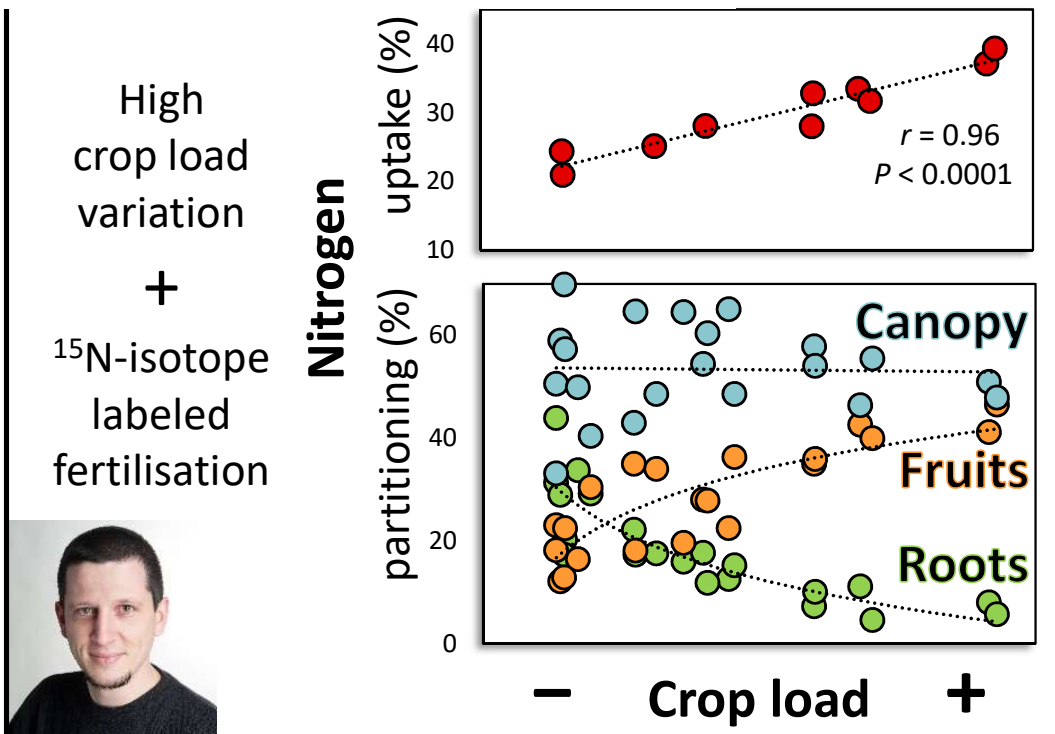 High
crop load
variation
+
¹⁵N-isotope
labeled
fertilisation
Nitrogen
uptake (%)
40
30
20
10
r = 0.96
P < 0.0001
partitioning (%)
60
40
20
0
Canopy
Fruits
Roots
− Crop load +